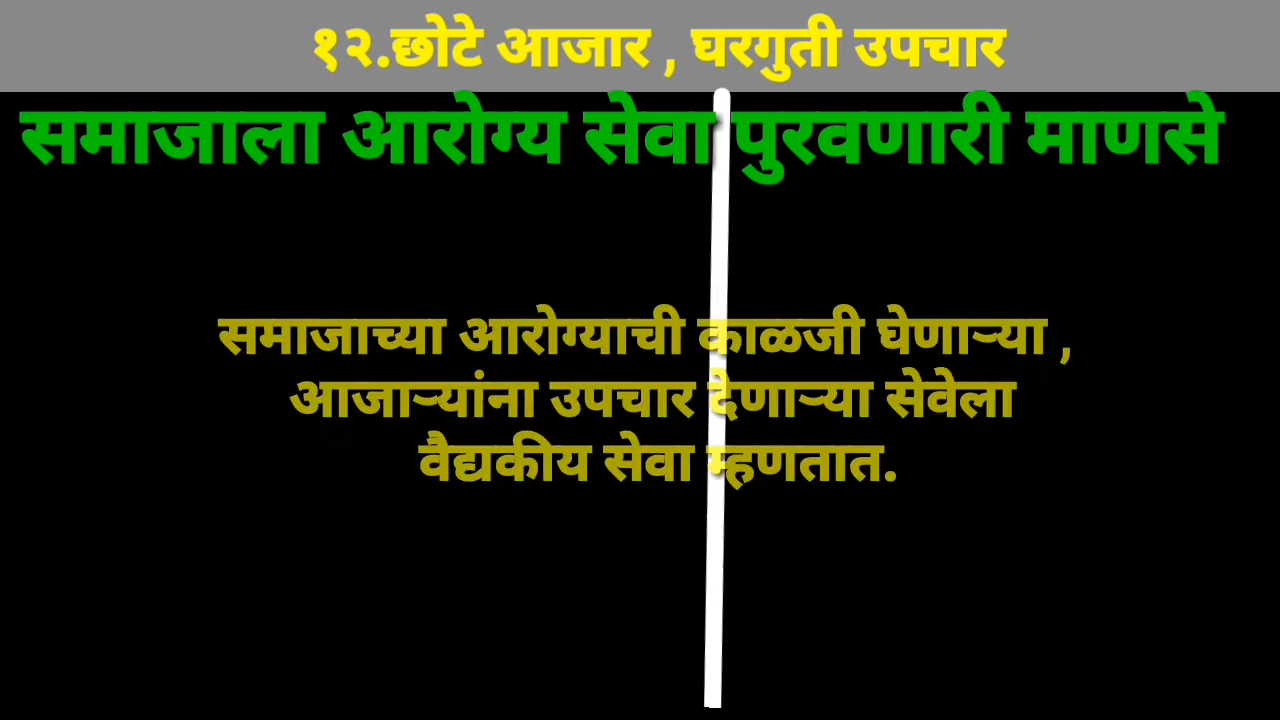 १२.छोटे आजार , घरगुती उपचार
समाजाला आरोग्य सेवा पुरवणारी माणसे
समाजाच्या आरोग्याची काळजी घेणाऱ्या ,
आजाऱ्यांना उपचार देणाऱ्या सेवेला
वैद्यकीय सेवा म्हणतात.